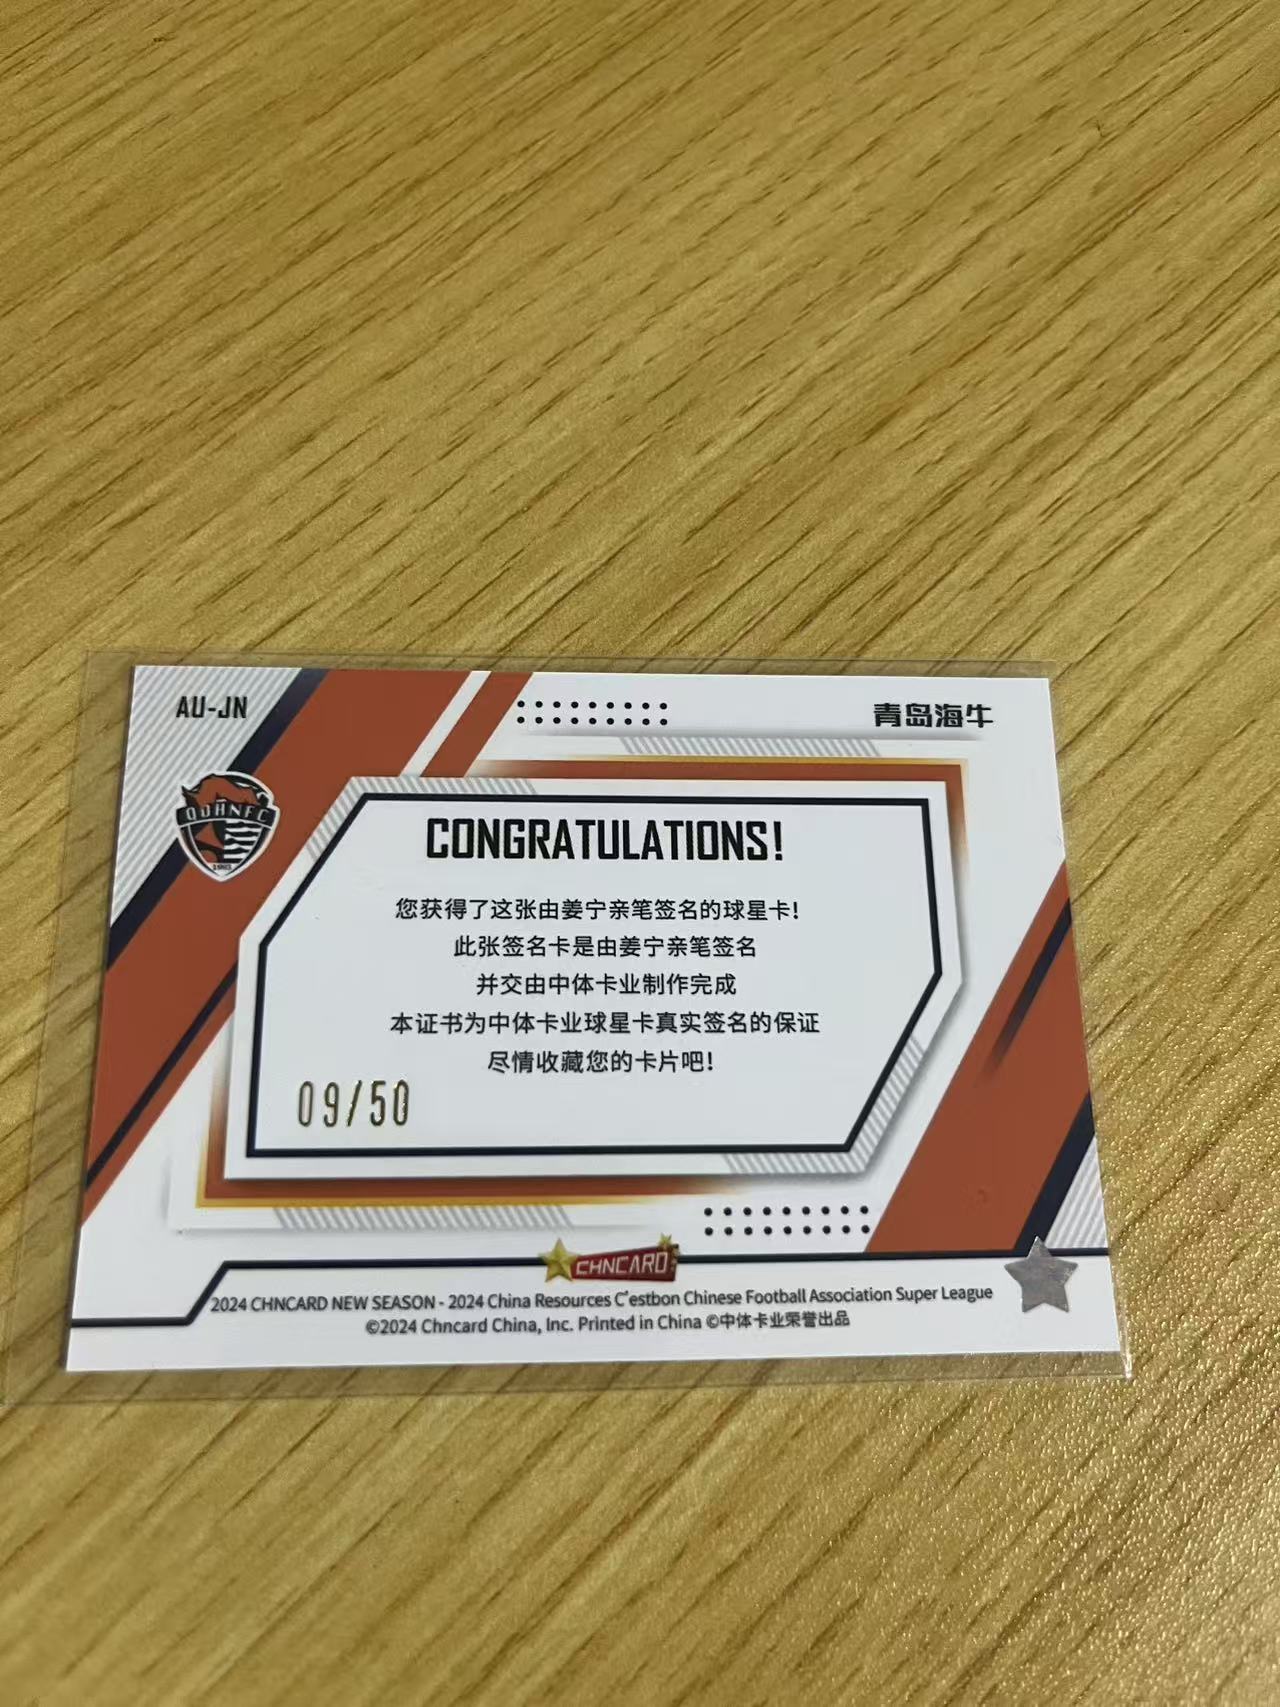 AU-JN
青岛海牛
QDHNFC
1993
CONGRATULATIONS!
您获得了这张由姜宁亲笔签名的球星卡!
此张签名卡是由姜宁亲笔签名
并交由中体卡业制作完成
本证书为中体卡业球星卡真实签名的保证
尽情收藏您的卡片吧!
09/50
CHNCARD
2024 CHNCARD NEW SEASON - 2024 China Resources C'estbon Chinese Football Association Super League
©2024 Chncard China, Inc. Printed in China ©中体卡业荣誉出品